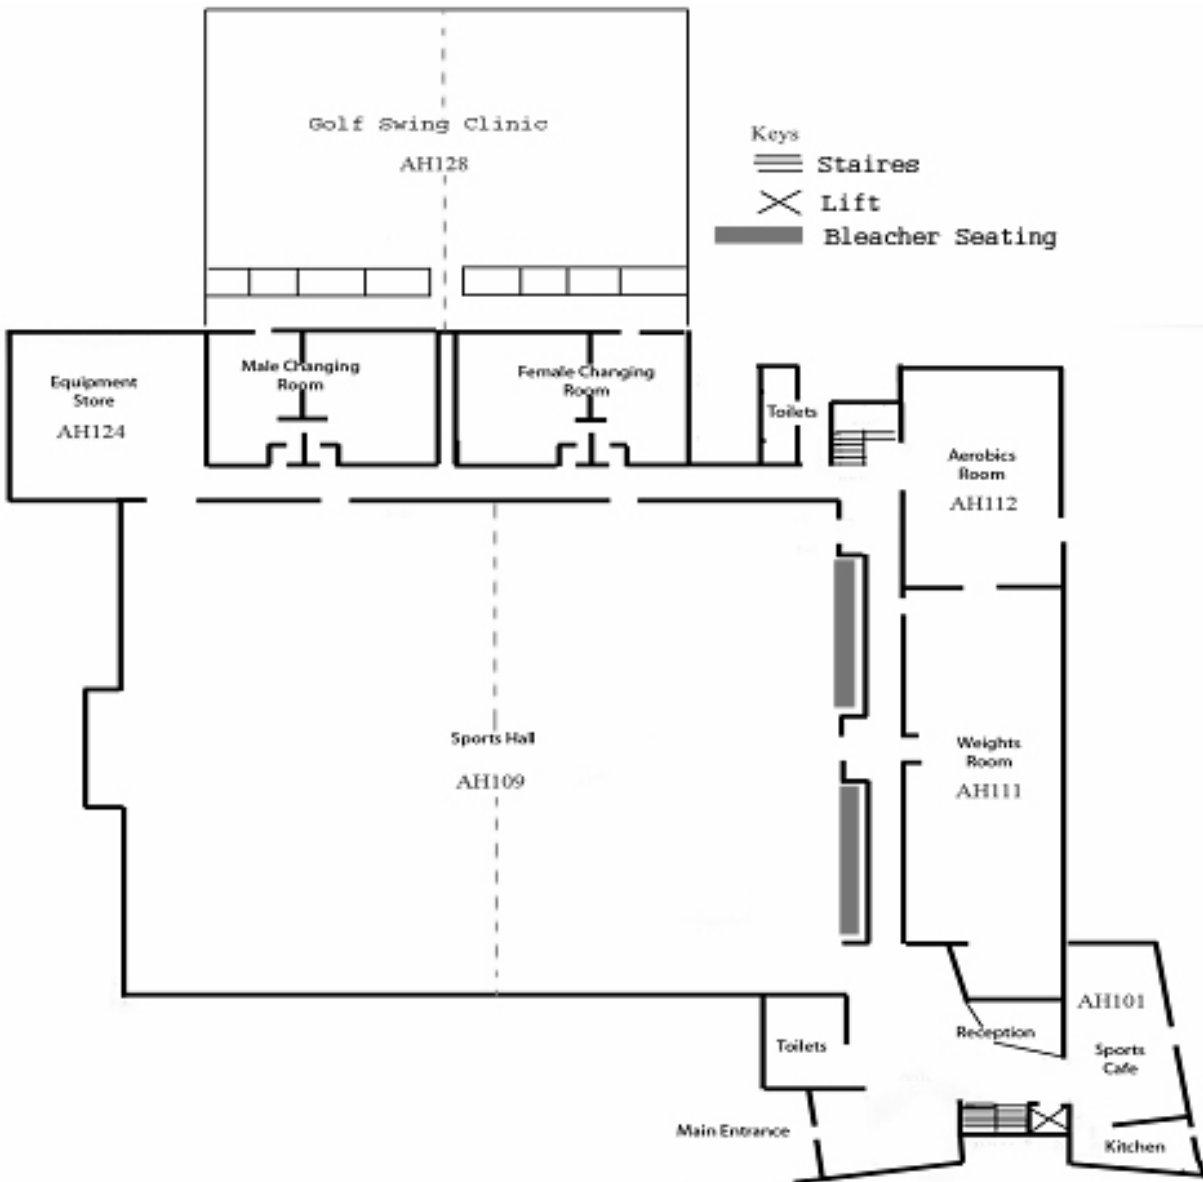 Golf Swing Clinic
AH128
Keys
Staires
Lift
Bleacher Seating
Equipment
Store
AH124
Male Changing
Room
Female Changing
Room
Toilets
Aerobics
Room
AH112
Sports Hall
AH109
Weights
Room
AH111
AH101
Sports
Cafe
Reception
Toilets
Main Entrance
Kitchen